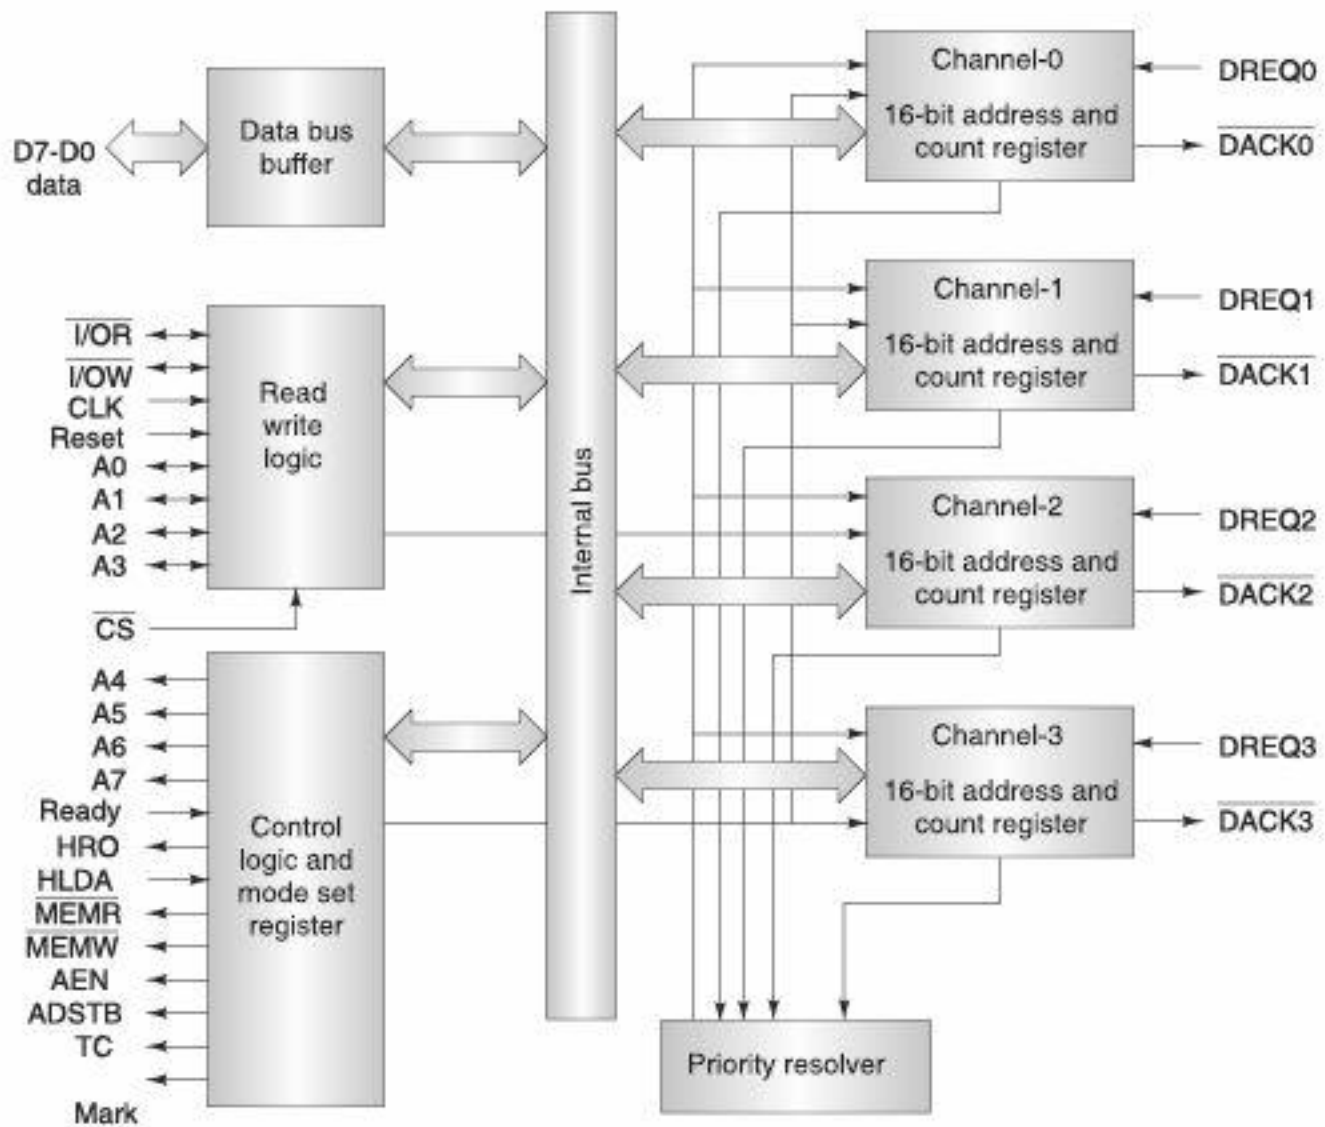 D7-D0
data
Data bus
buffer
I/OR
I/OW
CLK
Reset
A0
A1
A2
A3
Read
write
logic
CS
A4
A5
A6
A7
Ready
HRO
HLDA
MEMR
MEMW
AEN
ADSTB
TC
Mark
Control
logic and
mode set
register
Internal bus
Channel-0
16-bit address and
count register
DREQ0
DACK0
Channel-1
16-bit address and
count register
DREQ1
DACK1
Channel-2
16-bit address and
count register
DREQ2
DACK2
Channel-3
16-bit address and
count register
DREQ3
DACK3
Priority resolver